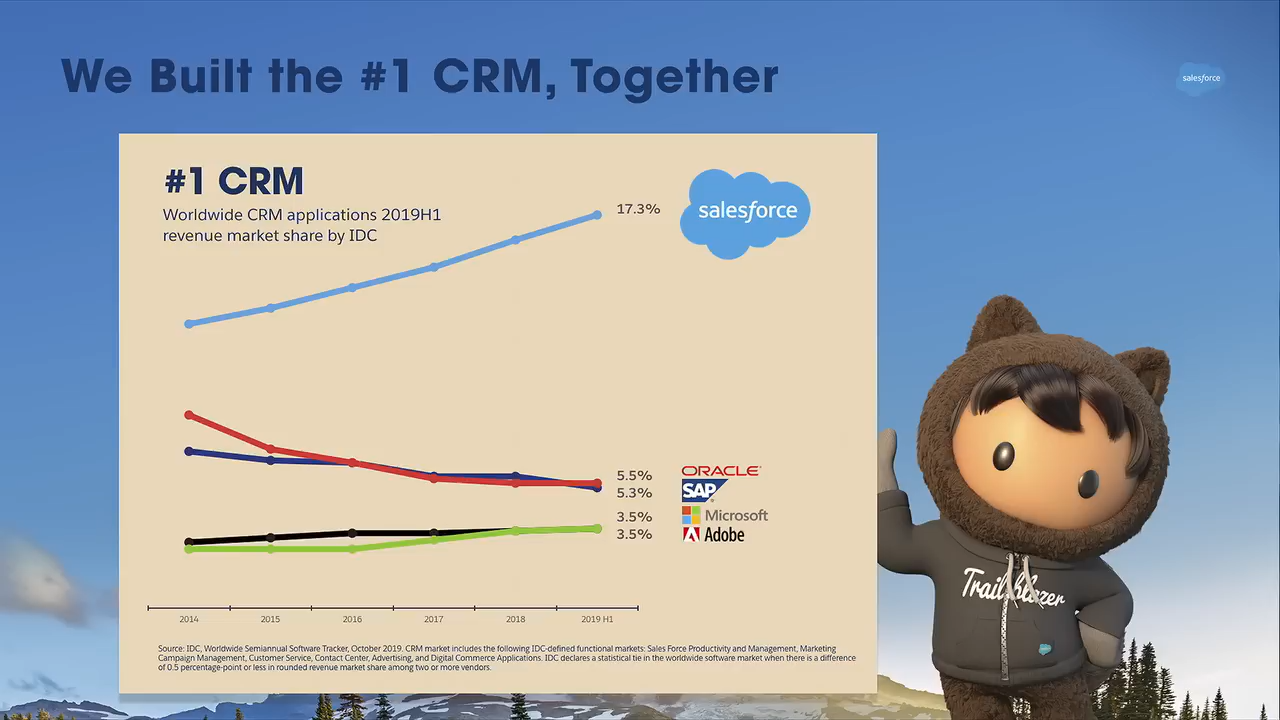 We Built the #1 CRM, Together
salesforce
#1 CRM
Worldwide CRM applications 2019H1
revenue market share by IDC
17.3%
salesforce
5.5%
ORACLE
5.3%
SAP
3.5%
Microsoft
3.5%
Adobe
2014 2015 2016 2017 2018 2019 H1
Source: IDC, Worldwide Semiannual Software Tracker, October 2019. CRM market includes the following IDC-defined functional markets: Sales Force Productivity and Management, Marketing
Campaign Management, Customer Service, Contact Center, Advertising, and Digital Commerce Applications. IDC declares a statistical tie in the worldwide software market when there is a difference
of 0.5 percentage-point or less in rounded revenue market share among two or more vendors.
Trailblazer